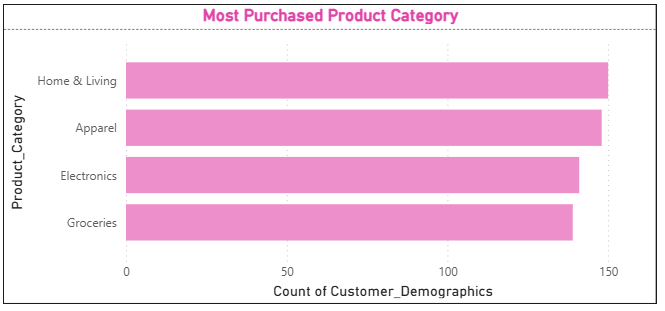 Most Purchased Product Category
Product_Category
Home & Living
Apparel
Electronics
Groceries
0 50 100 150
Count of Customer_Demographics